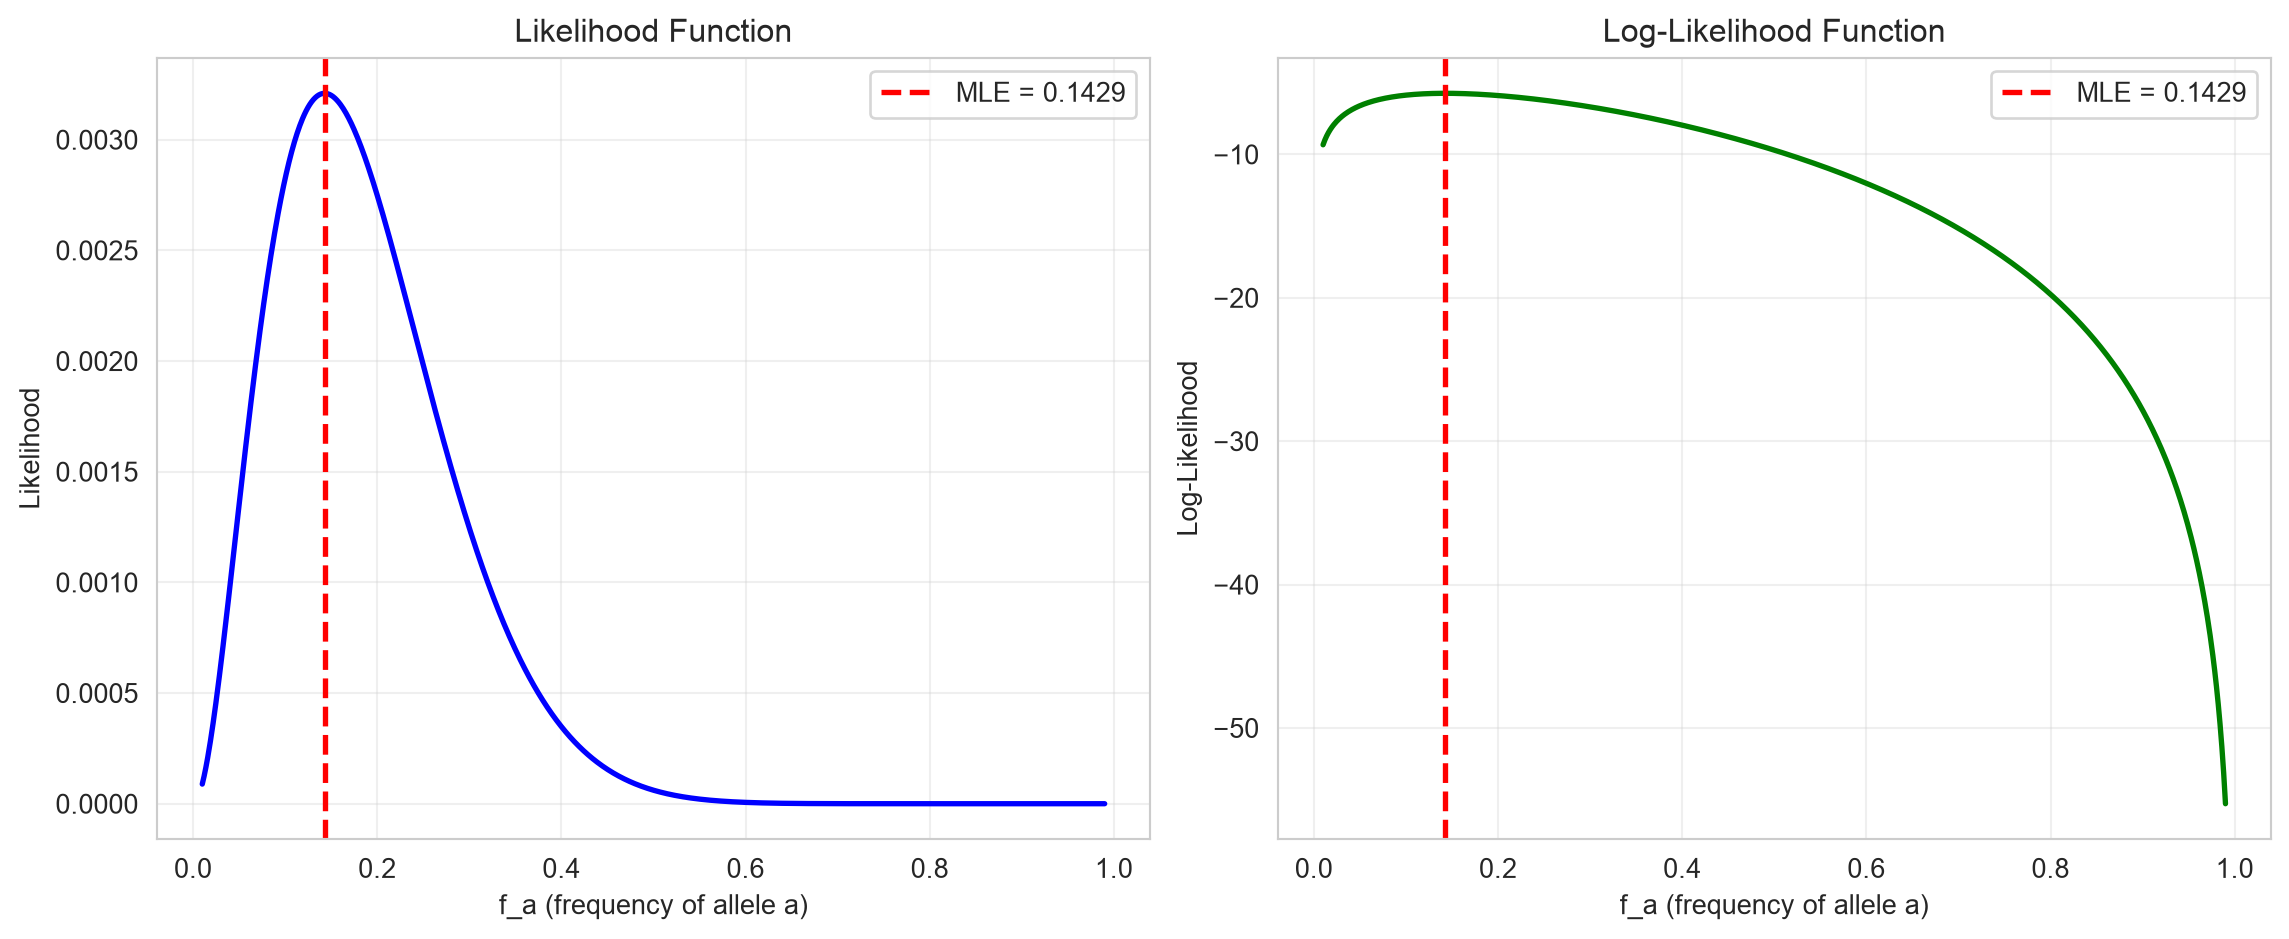 Likelihood Function
MLE = 0.1429
0.0030
0.0025
0.0020
0.0015
0.0010
0.0005
0.0000
Likelihood
0.0 0.2 0.4 0.6 0.8 1.0
f_a (frequency of allele a)
Log-Likelihood Function
MLE = 0.1429
−10
−20
−30
−40
−50
Log-Likelihood
0.0 0.2 0.4 0.6 0.8 1.0
f_a (frequency of allele a)